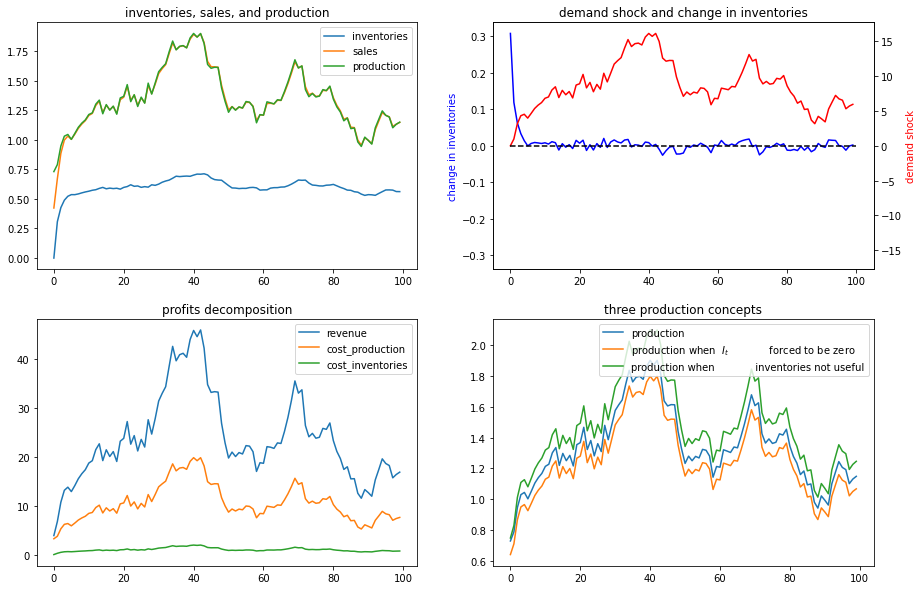 inventories, sales, and production
inventories
sales
production
1.75
1.50
1.25
1.00
0.75
0.50
0.25
0.00
0 20 40 60 80 100
demand shock and change in inventories
change in inventories
0.3
0.2
0.1
0.0
−0.1
−0.2
−0.3
15
10
5
0
−5
−10
−15
demand shock
0 20 40 60 80 100
profits decomposition
revenue
cost_production
cost_inventories
40
30
20
10
0
0 20 40 60 80 100
three production concepts
production
production when I_t forced to be zero
production when inventories not useful
2.0
1.8
1.6
1.4
1.2
1.0
0.8
0.6
0 20 40 60 80 100